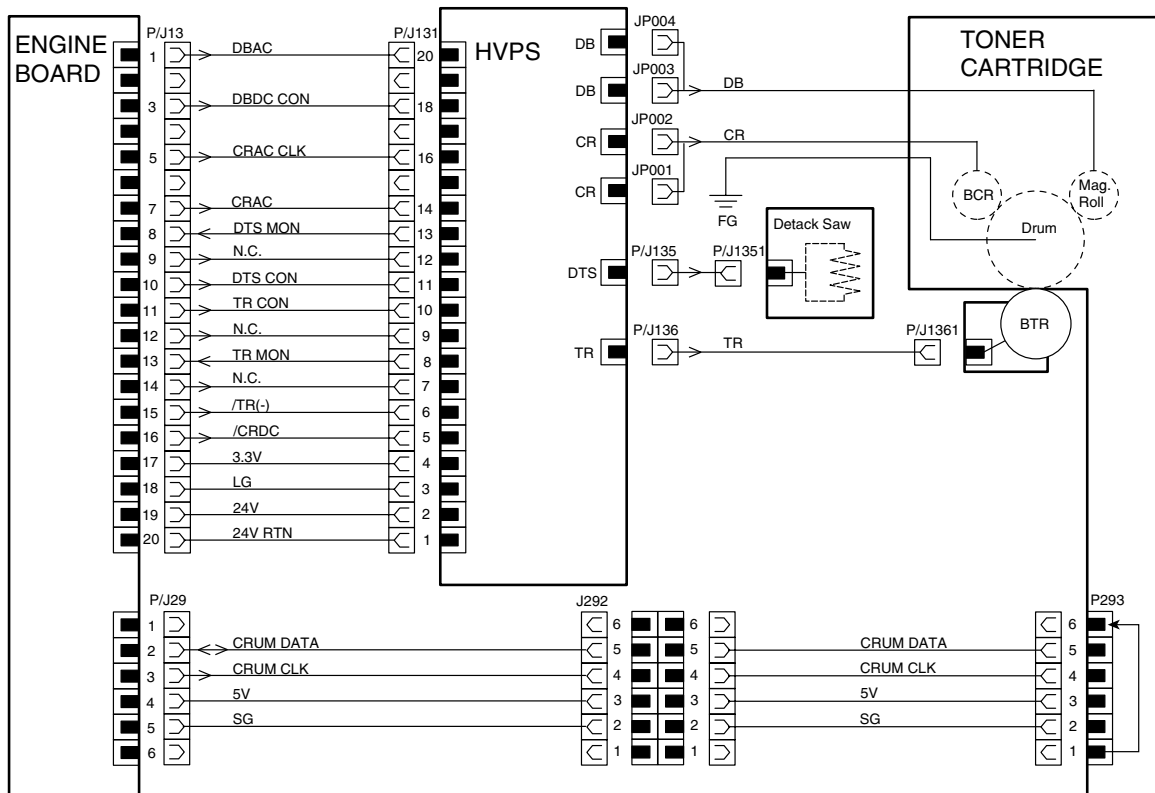 ENGINE
BOARD
P/J13
P/J131
HVPS
JP004
TONER
CARTRIDGE
1 DBAC 20
3 DBDC CON 18
5 CRAC CLK 16
7 CRAC 14
8 DTS MON 13
9 N.C. 12
10 DTS CON 11
11 TR CON 10
12 N.C. 9
13 TR MON 8
14 N.C. 7
15 /TR(-) 6
16 /CRDC 5
17 3.3V 4
18 LG 3
19 24V 2
20 24V RTN 1
DB
DB JP003
DB
CR JP002
CR
CR JP001
FG
BCR
Mag.
Roll
Drum
Detack Saw
DTS P/J135 P/J1351
TR P/J136 TR P/J1361
BTR
P/J29 J292 P293
1 6 6 6
2 CRUM DATA 5 5 CRUM DATA 5
3 CRUM CLK 4 4 CRUM CLK 4
4 5V 3 3 5V 3
5 SG 2 2 SG 2
6 1 1 1